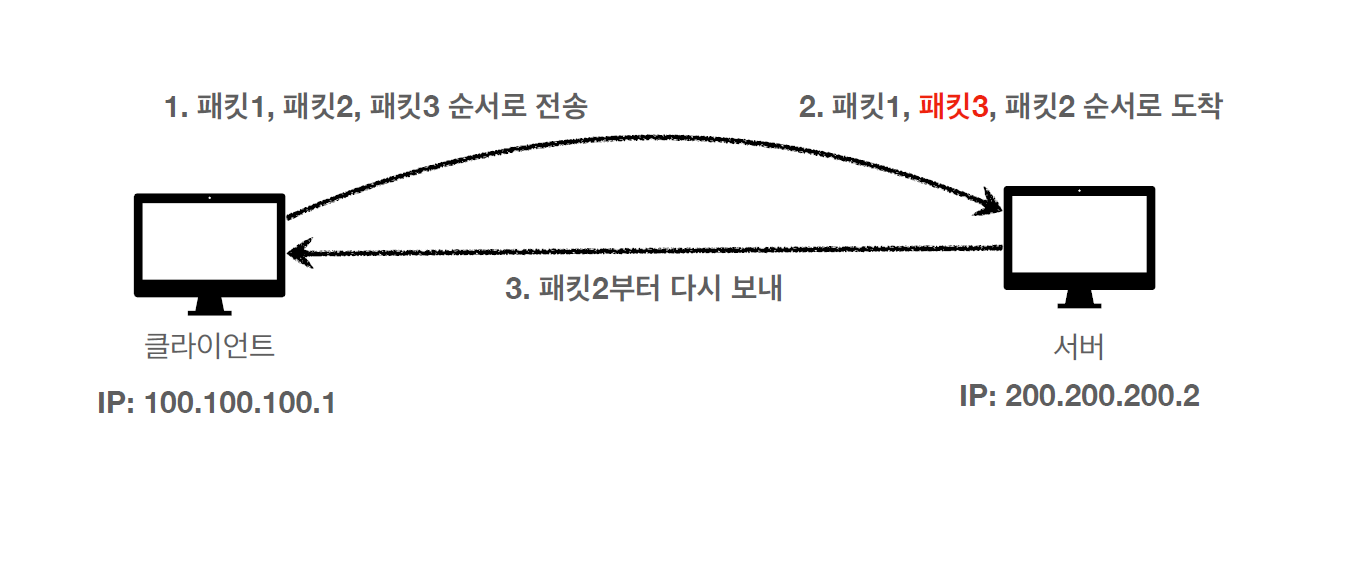 1. 패킷1, 패킷2, 패킷3 순서로 전송
2. 패킷1, 패킷3, 패킷2 순서로 도착
3. 패킷2부터 다시 보내
클라이언트
서버
IP: 100.100.100.1
IP: 200.200.200.2